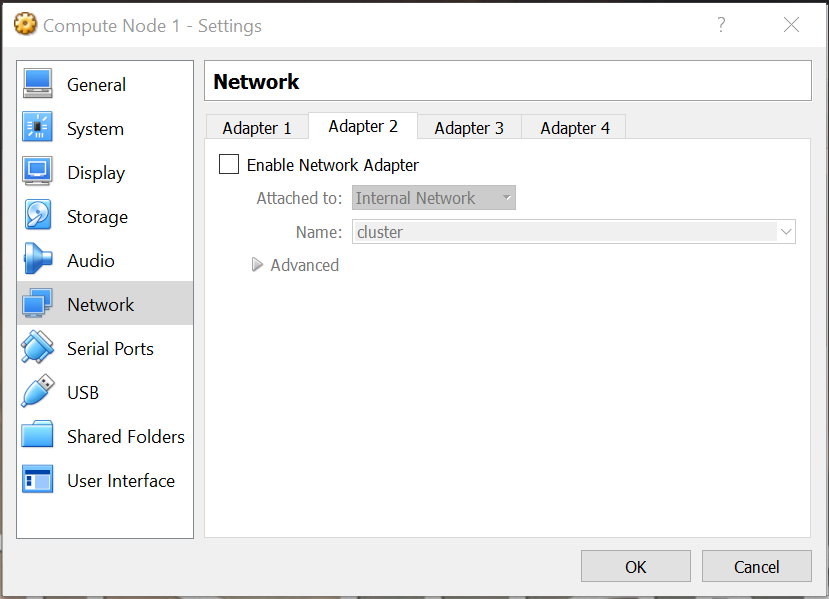 Compute Node 1 - Settings
?
General
System
Display
Storage
Audio
Network
Serial Ports
USB
Shared Folders
User Interface
Network
Adapter 1
Adapter 2
Adapter 3
Adapter 4
Enable Network Adapter
Attached to: Internal Network
Name: cluster
Advanced
OK
Cancel